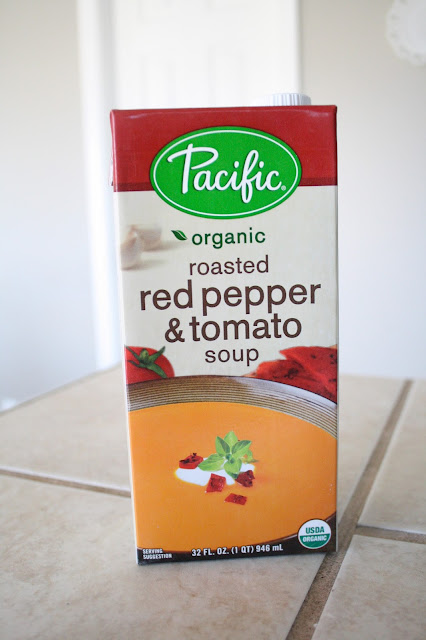 Pacific®
organic
roasted
red pepper
& tomato
soup
SERVING
SUGGESTION
32 FL. OZ. (1 QT) 946 mL
USDA
ORGANIC